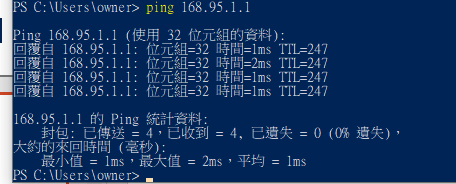 PS C:\Users\owner> ping 168.95.1.1
Ping 168.95.1.1 (使用 32 位元組的資料):
回覆自 168.95.1.1: 位元組=32 時間=1ms TTL=247
回覆自 168.95.1.1: 位元組=32 時間=2ms TTL=247
回覆自 168.95.1.1: 位元組=32 時間=1ms TTL=247
回覆自 168.95.1.1: 位元組=32 時間=1ms TTL=247
168.95.1.1 的 Ping 統計資料:
封包: 已傳送 = 4，已收到 = 4, 已遺失 = 0 (0% 遺失)，
大約的來回時間 (毫秒):
最小值 = 1ms，最大值 = 2ms，平均 = 1ms
PS C:\Users\owner>